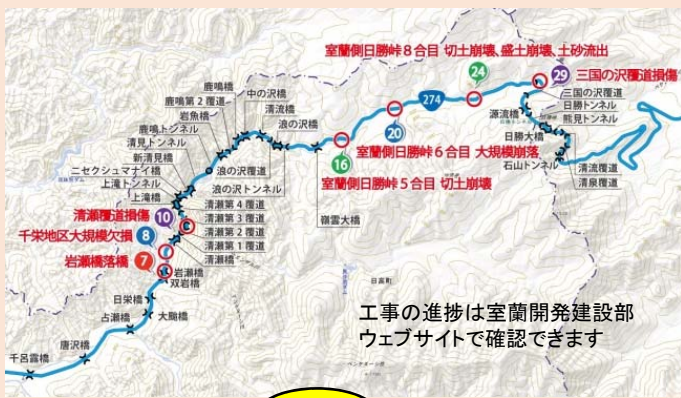 室蘭側日勝峠8合目 切土崩壊、盛土崩壊、土砂流出
24
29
三国の沢覆道損傷
鹿鳴橋
鹿鳴第2覆道
岩魚橋
鹿鳴トンネル
清見トンネル
新清見橋
ニセクシュマナイ橋
上滝トンネル
上滝橋
中の沢橋
清流橋
浪の沢橋
浪の沢覆道
浪の沢トンネル
274
20
16
室蘭側日勝峠6合目 大規模崩落
室蘭側日勝峠5合目 切土崩壊
三国の沢覆道
日勝トンネル
熊見トンネル
源流橋
日勝大橋
石山トンネル
清流覆道
清泉覆道
嶺雲大橋
清瀬第4覆道
清瀬第3覆道
清瀬第2覆道
清瀬第1覆道
清瀬橋
清瀬覆道損傷
10
千栄地区大規模欠損
8
岩瀬橋落橋
7
岩瀬橋
双岩橋
日栄橋
占瀬橋
大颱橋
唐沢橋
千呂露橋
日高町
工事の進捗は室蘭開発建設部
ウェブサイトで確認できます